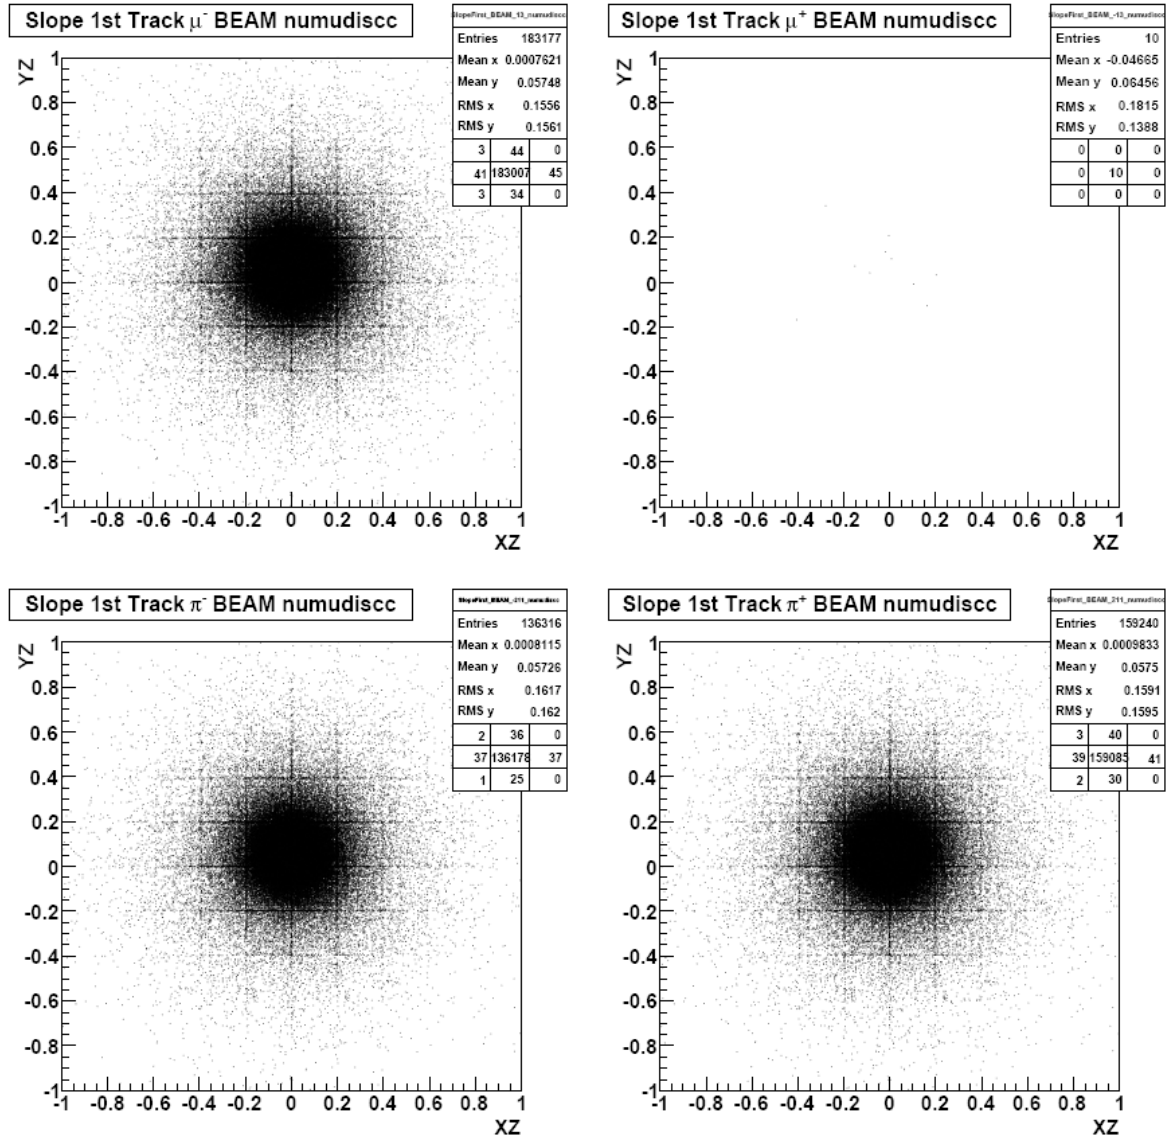 Slope 1st Track μ⁻ BEAM numudiscc
SlopeFirst_BEAM_13_numudiscc
Entries 183177
Mean x 0.0007621
Mean y 0.05748
RMS x 0.1556
RMS y 0.1561
3 44 0
41 183007 45
3 34 0
YZ
1
0.8
0.6
0.4
0.2
0
-0.2
-0.4
-0.6
-0.8
-1
-1 -0.8 -0.6 -0.4 -0.2 0 0.2 0.4 0.6 0.8 1
XZ
Slope 1st Track μ⁺ BEAM numudiscc
SlopeFirst_BEAM_-13_numudiscc
Entries 10
Mean x -0.04665
Mean y 0.06456
RMS x 0.1815
RMS y 0.1388
0 0 0
0 10 0
0 0 0
YZ
1
0.8
0.6
0.4
0.2
0
-0.2
-0.4
-0.6
-0.8
-1
-1 -0.8 -0.6 -0.4 -0.2 0 0.2 0.4 0.6 0.8 1
XZ
Slope 1st Track π⁻ BEAM numudiscc
SlopeFirst_BEAM_-211_numudiscc
Entries 136316
Mean x 0.0008115
Mean y 0.05726
RMS x 0.1617
RMS y 0.162
2 36 0
37 136178 37
1 25 0
YZ
1
0.8
0.6
0.4
0.2
0
-0.2
-0.4
-0.6
-0.8
-1
-1 -0.8 -0.6 -0.4 -0.2 0 0.2 0.4 0.6 0.8 1
XZ
Slope 1st Track π⁺ BEAM numudiscc
SlopeFirst_BEAM_211_numudiscc
Entries 159240
Mean x 0.0009833
Mean y 0.0575
RMS x 0.1591
RMS y 0.1595
3 40 0
39 159085 41
2 30 0
YZ
1
0.8
0.6
0.4
0.2
0
-0.2
-0.4
-0.6
-0.8
-1
-1 -0.8 -0.6 -0.4 -0.2 0 0.2 0.4 0.6 0.8 1
XZ